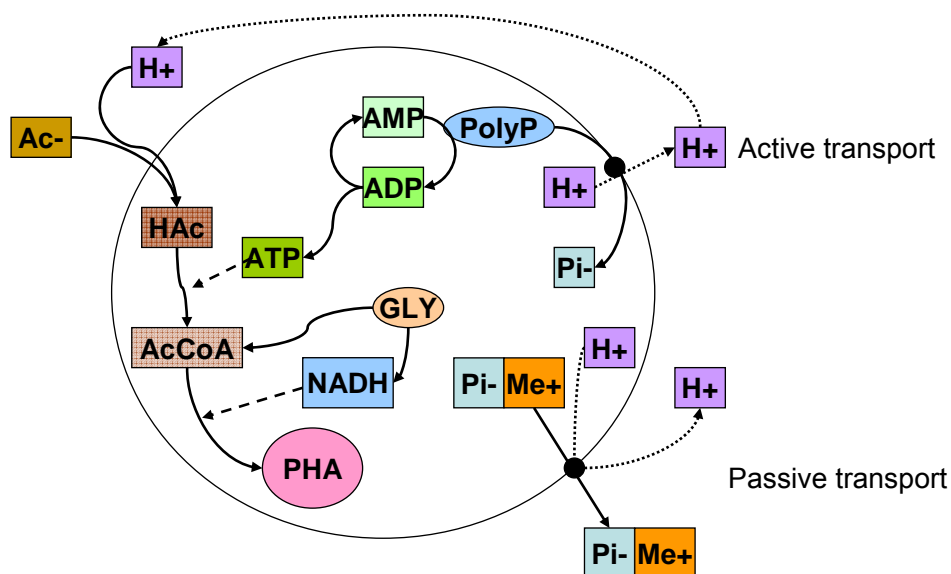 H+
Ac-
AMP
PolyP
H+
Active transport
ADP
H+
HAc
ATP
Pi-
GLY
AcCoA
H+
NADH
Pi- Me+
H+
PHA
Passive transport
Pi- Me+